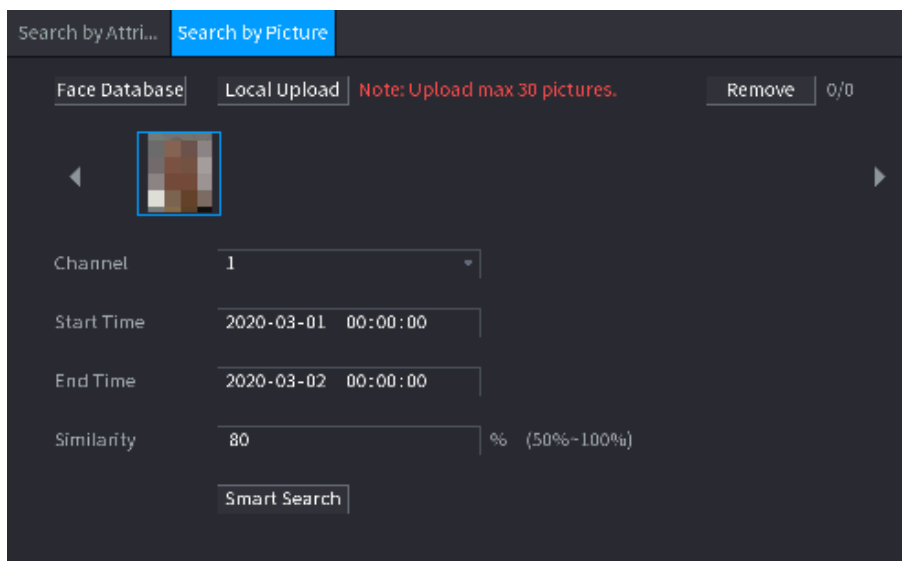 Search by Attri... Search by Picture
Face Database Local Upload Note: Upload max 30 pictures. Remove 0/0
Channel 1
Start Time 2020-03-01 00:00:00
End Time 2020-03-02 00:00:00
Similarity 80 % (50%~100%)
Smart Search